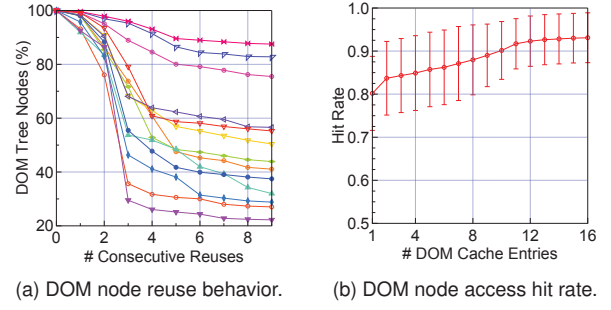 100
80
60
40
20
DOM Tree Nodes (%)
0 2 4 6 8
# Consecutive Reuses
(a) DOM node reuse behavior.
1.0
0.9
0.8
0.7
0.6
0.5
Hit Rate
1 4 8 12 16
# DOM Cache Entries
(b) DOM node access hit rate.